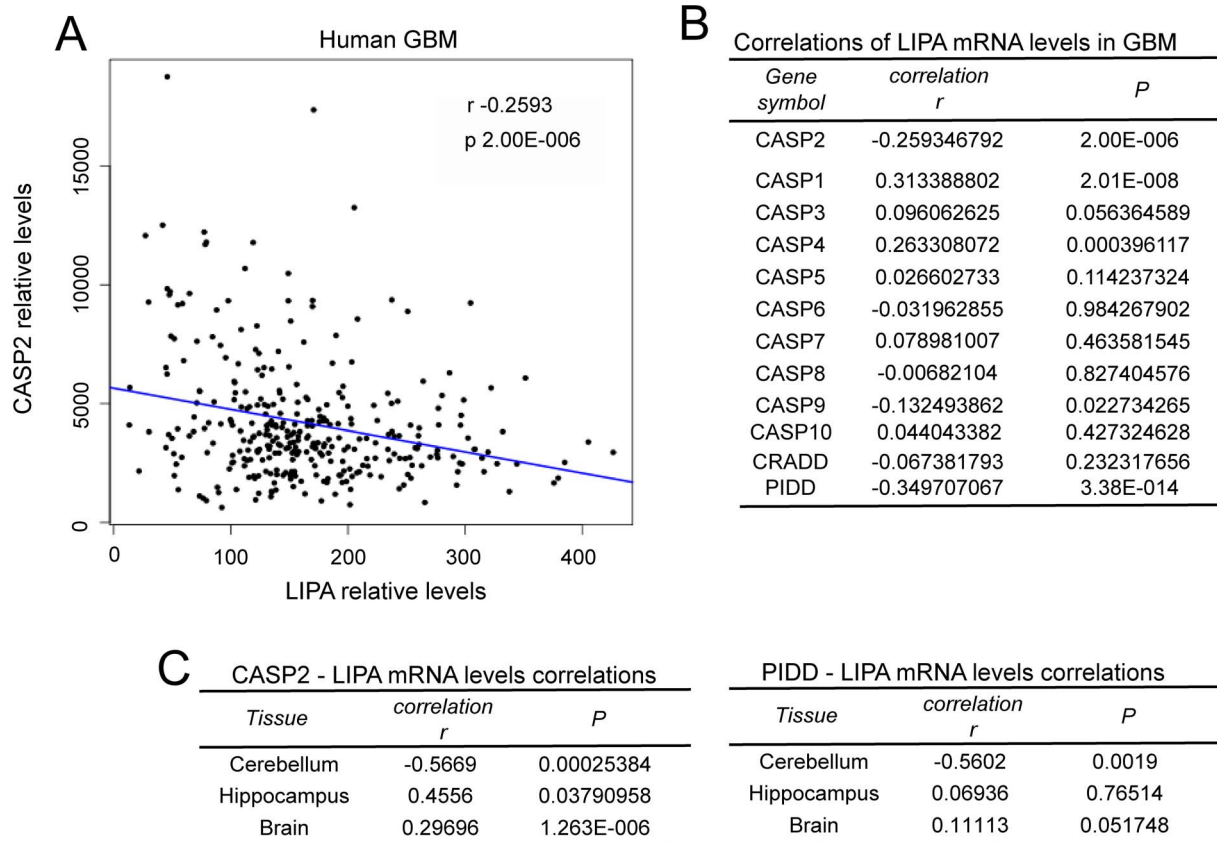 A
Human GBM
r -0.2593
p 2.00E-006
CASP2 relative levels
15000
10000
5000
0
0 100 200 300 400
LIPA relative levels
B
Correlations of LIPA mRNA levels in GBM
Gene symbol correlation r P
CASP2 -0.259346792 2.00E-006
CASP1 0.313388802 2.01E-008
CASP3 0.096062625 0.056364589
CASP4 0.263308072 0.000396117
CASP5 0.026602733 0.114237324
CASP6 -0.031962855 0.984267902
CASP7 0.078981007 0.463581545
CASP8 -0.00682104 0.827404576
CASP9 -0.132493862 0.022734265
CASP10 0.044043382 0.427324628
CRADD -0.067381793 0.232317656
PIDD -0.349707067 3.38E-014
C
CASP2 - LIPA mRNA levels correlations
Tissue correlation r P
Cerebellum -0.5669 0.00025384
Hippocampus 0.4556 0.03790958
Brain 0.29696 1.263E-006
PIDD - LIPA mRNA levels correlations
Tissue correlation r P
Cerebellum -0.5602 0.0019
Hippocampus 0.06936 0.76514
Brain 0.11113 0.051748